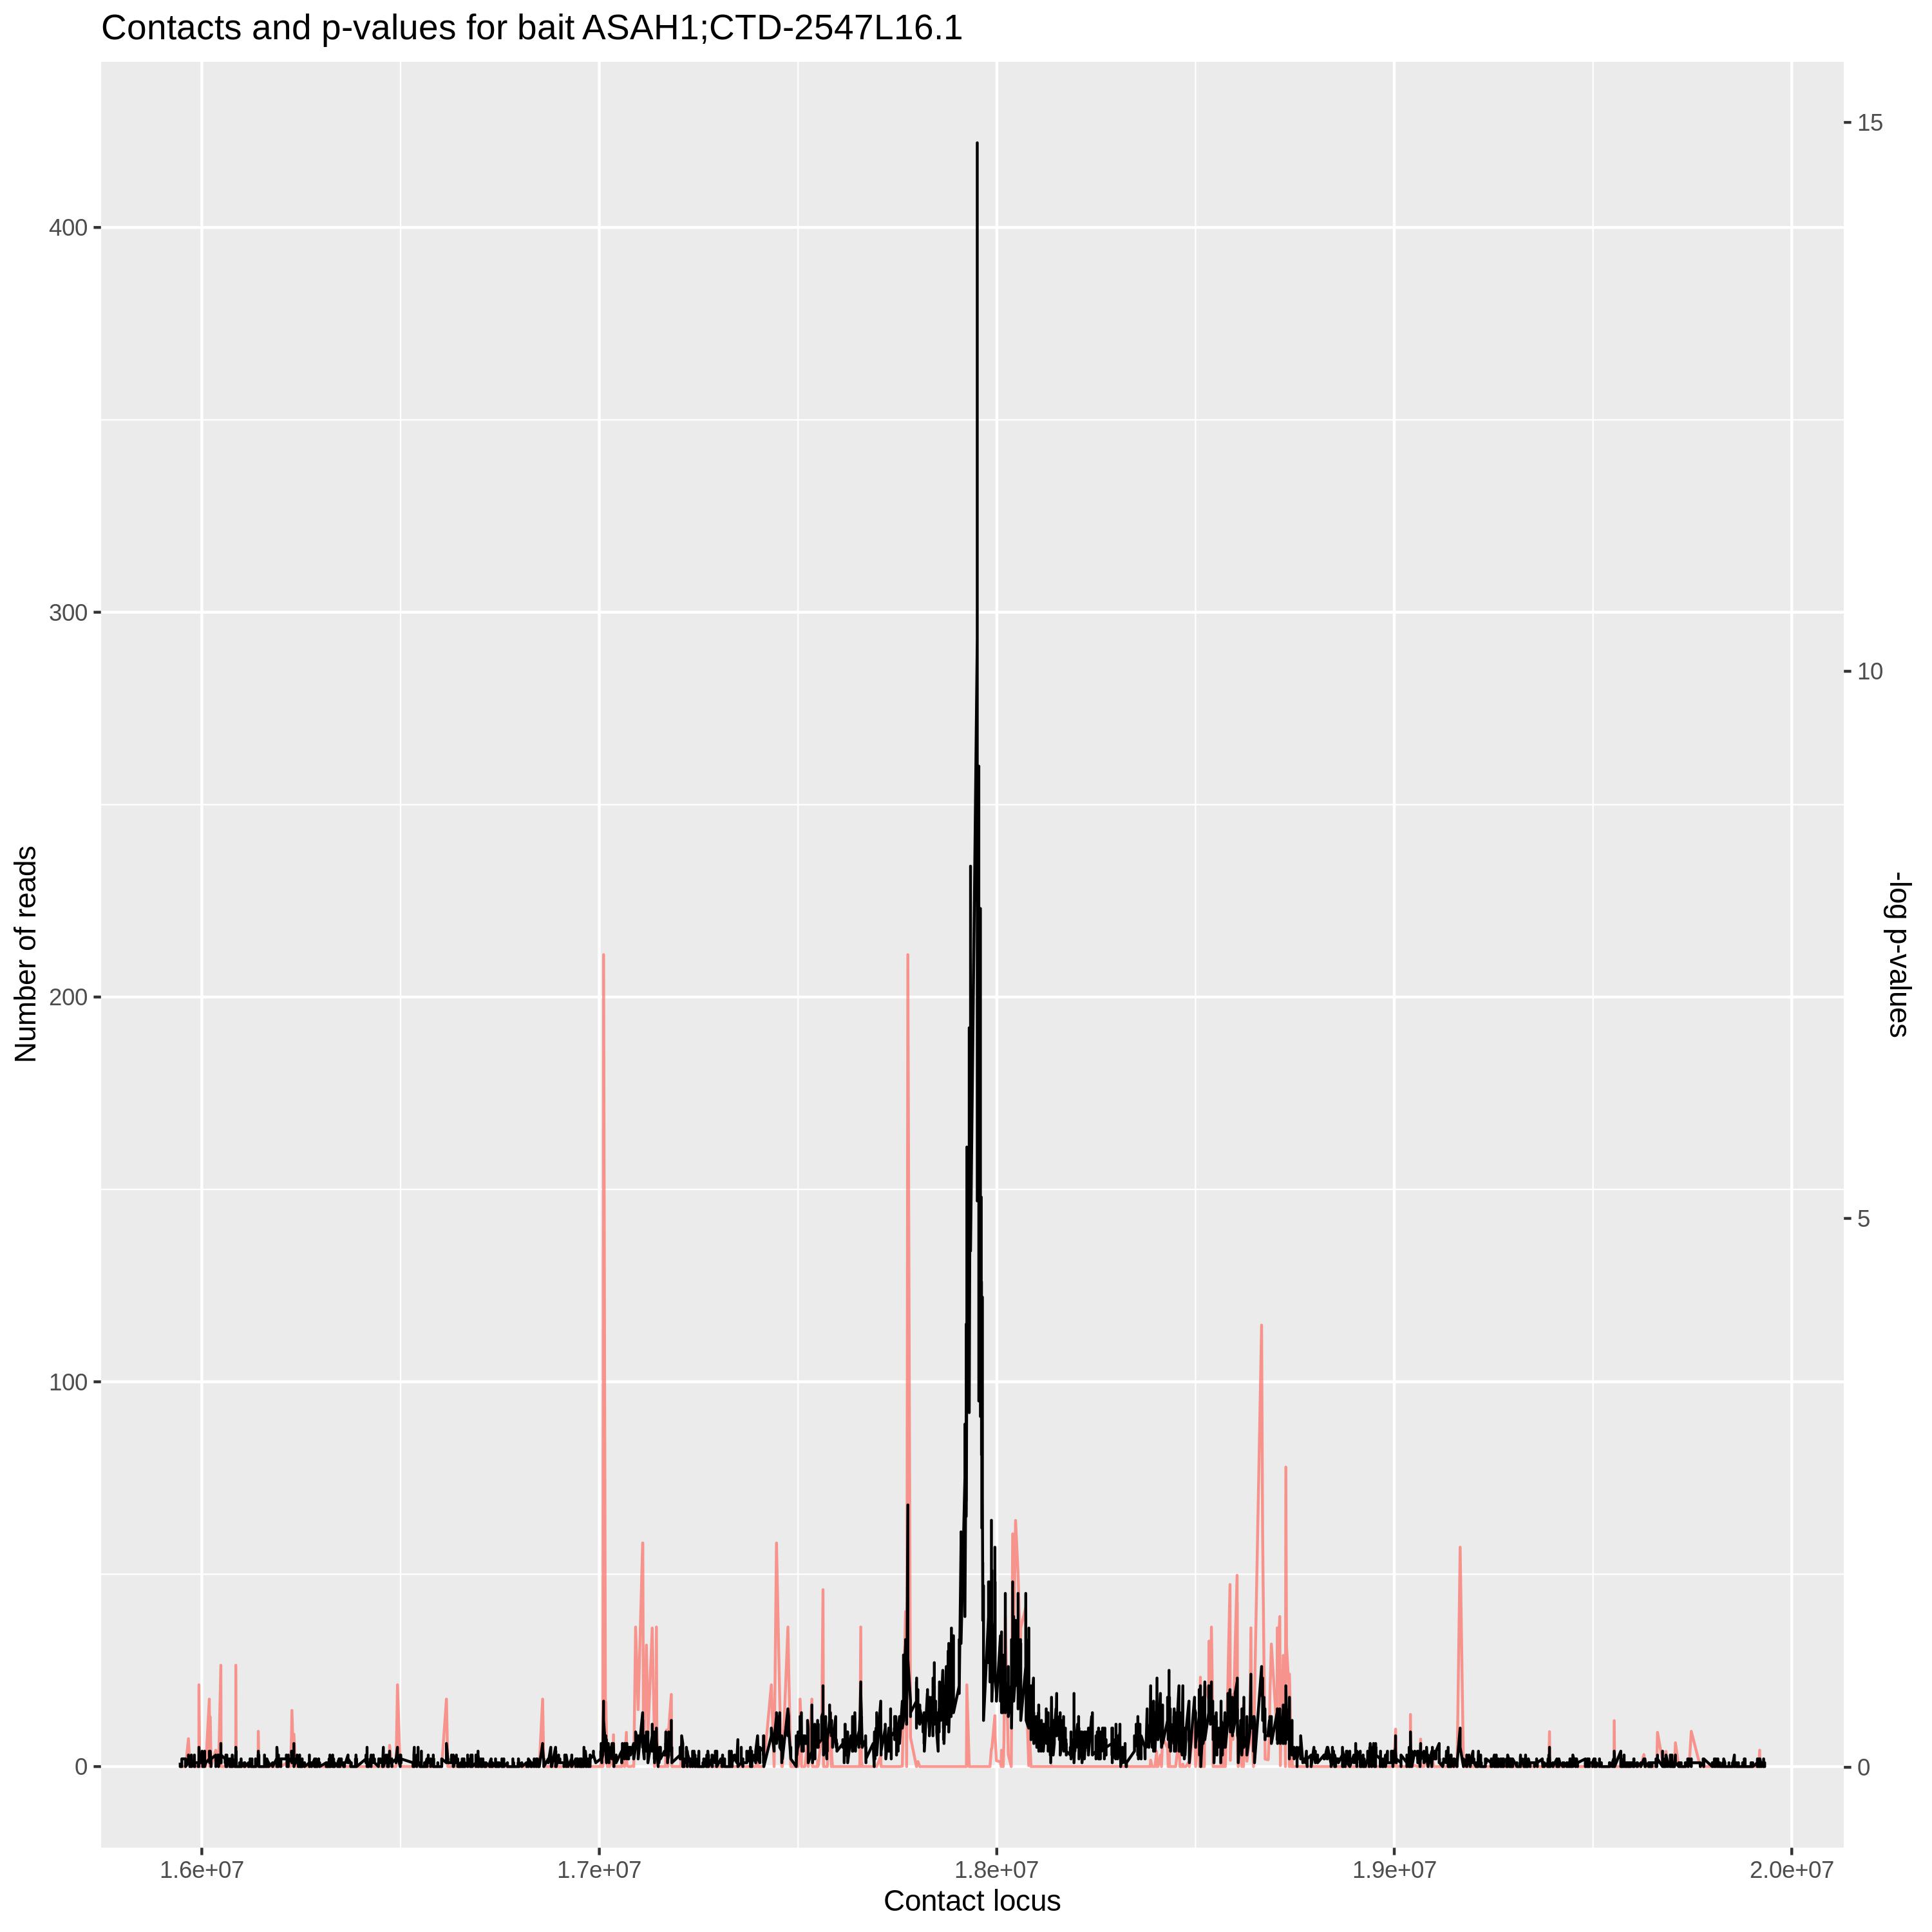 Contacts and p-values for bait ASAH1;CTD-2547L16.1
400
300
200
100
0
15
10
5
0
Number of reads
-log p-values
1.6e+07
1.7e+07
1.8e+07
1.9e+07
2.0e+07
Contact locus